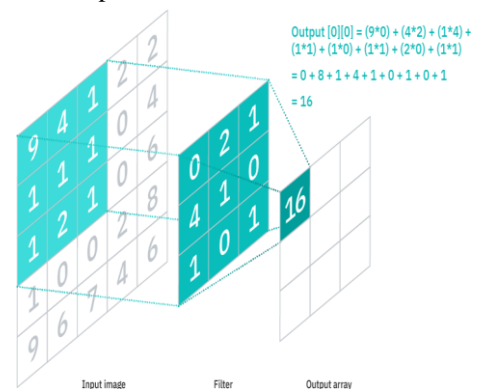 Output [0][0] = (9*0) + (4*2) + (1*4) +
(1*1) + (1*0) + (1*1) + (2*0) + (1*1)
= 0 + 8 + 1 + 4 + 1 + 0 + 1 + 0 + 1
= 16
9 4 1 2 2
1 1 1 0 4
1 2 1 0 6
1 0 0 2 8
9 6 7 4 6
0 2 1
4 1 0
1 0 1
16
Input image
Filter
Output array